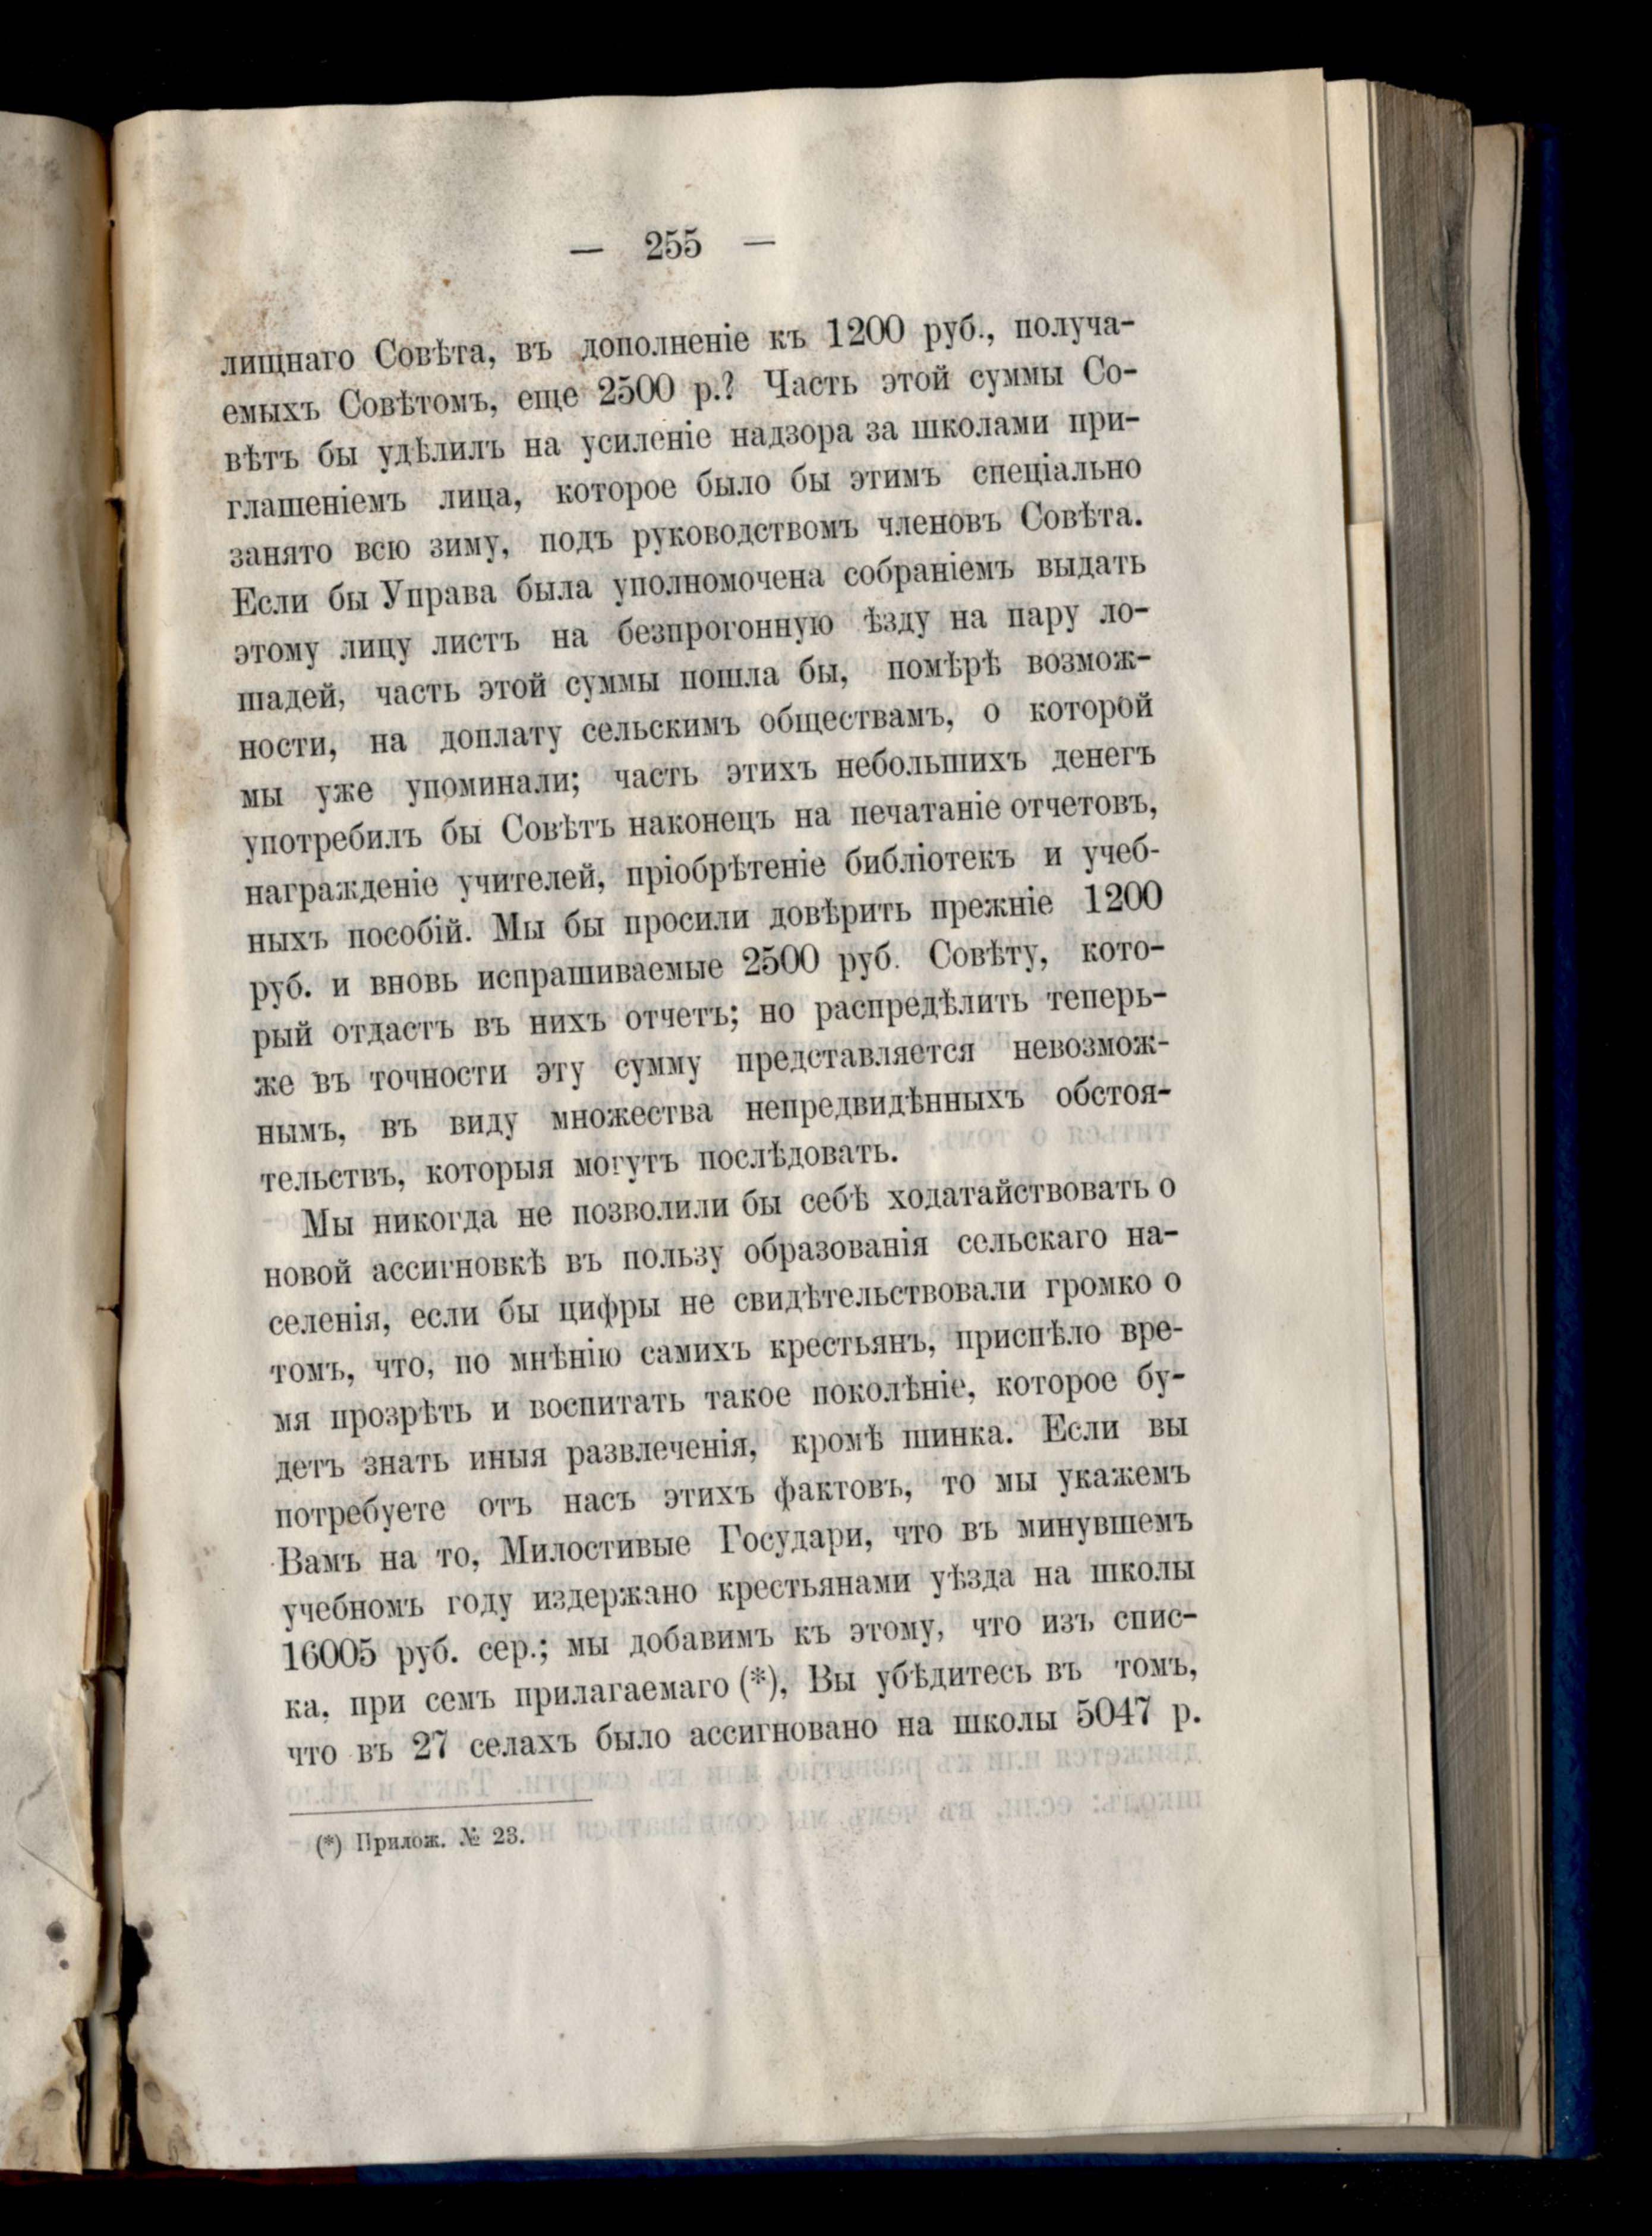 — 255 —
лищнаго Совѣта, въ дополненіе къ 1200 руб., получа-
емыхъ Совѣтомъ, еще 2500 р.? Часть этой суммы Со-
вѣтъ бы удѣлилъ на усиленіе надзора за школами при-
глашеніемъ лица, которое было бы этимъ спеціально
занято всю зиму, подъ руководствомъ членовъ Совѣта.
Если бы Управа была уполномочена собраніемъ выдать
этому лицу листъ на безпрогонную ѣзду на пару ло-
шадей, часть этой суммы пошла бы, помѣрѣ возмож-
ности, на доплату сельскимъ обществамъ, о которой
мы уже упоминали; часть этихъ небольшихъ денегъ
употребилъ бы Совѣтъ наконецъ на печатаніе отчетовъ,
награжденіе учителей, пріобрѣтеніе библіотекъ и учеб-
ныхъ пособій. Мы бы просили довѣрить прежніе 1200
руб. и вновь испрашиваемые 2500 руб. Совѣту, кото-
рый отдастъ въ нихъ отчетъ; но распредѣлить теперь-
же въ точности эту сумму представляется невозмож-
нымъ, въ виду множества непредвидѣнныхъ обстоя-
тельствъ, которыя могутъ послѣдовать.
Мы никогда не позволили бы себѣ ходатайствовать о
новой ассигновкѣ въ пользу образованія сельскаго на-
селенія, если бы цифры не свидѣтельствовали громко о
томъ, что, по мнѣнію самихъ крестьянъ, приспѣло вре-
мя прозрѣть и воспитать такое поколѣніе, которое бу-
детъ знать иныя развлеченія, кромѣ шинка. Если вы
потребуете отъ насъ этихъ фактовъ, то мы укажемъ
Вамъ на то, Милостивые Государи, что въ минувшемъ
учебномъ году издержано крестьянами уѣзда на школы
16005 руб. сер.; мы добавимъ къ этому, что изъ спис-
ка, при семъ прилагаемаго (*), Вы убѣдитесь въ томъ,
что въ 27 селахъ было ассигновано на школы 5047 р.
(*) Прилож. № 23.